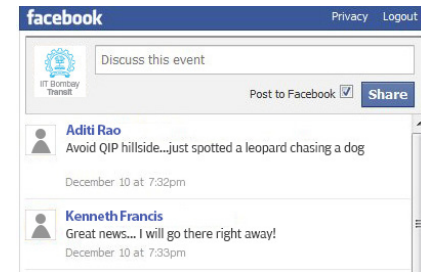 facebook
Privacy Logout
Discuss this event
IIT Bombay
Transit
Post to Facebook
Share
Aditi Rao
Avoid QIP hillside...just spotted a leopard chasing a dog
December 10 at 7:32pm
Kenneth Francis
Great news... I will go there right away!
December 10 at 7:33pm